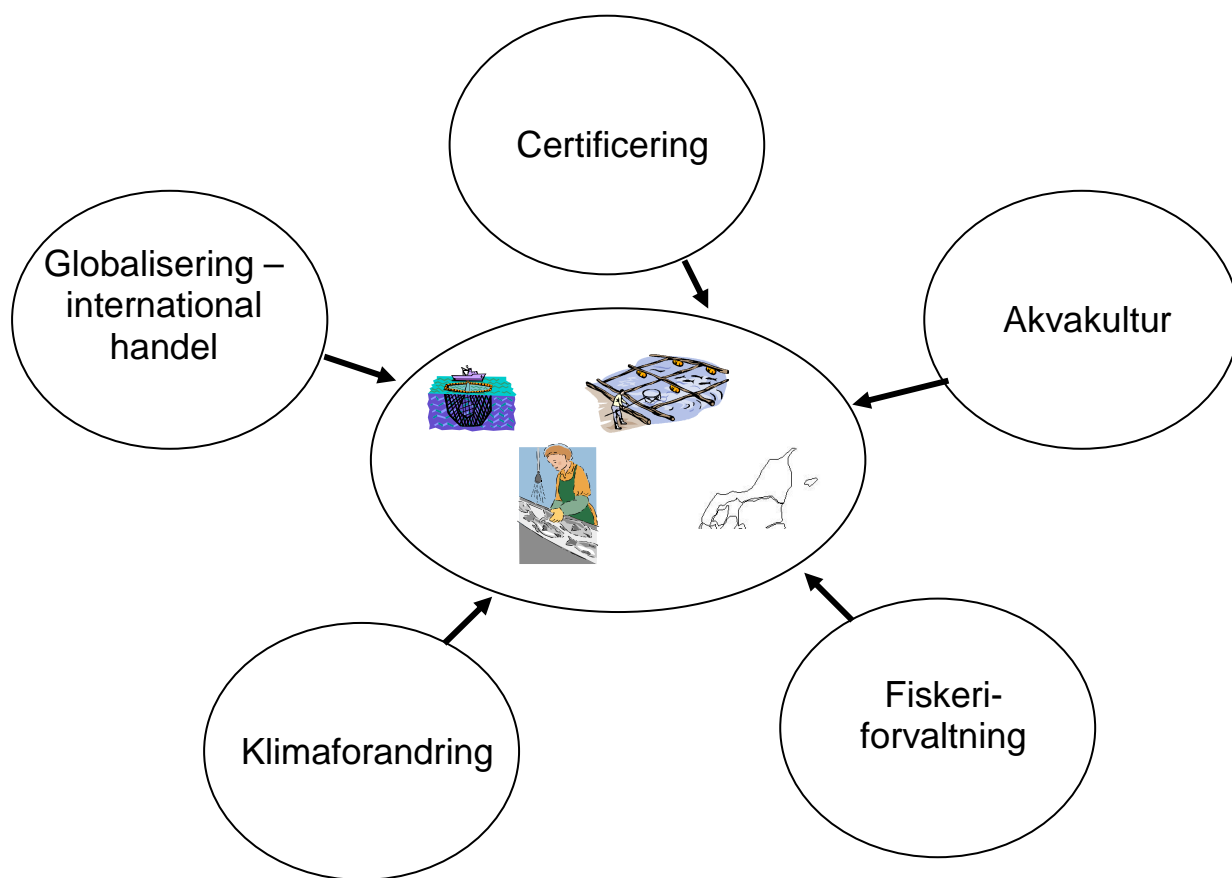 Certificering
Globalisering –
international
handel
Akvakultur
Klimaforandring
Fiskeri-
forvaltning